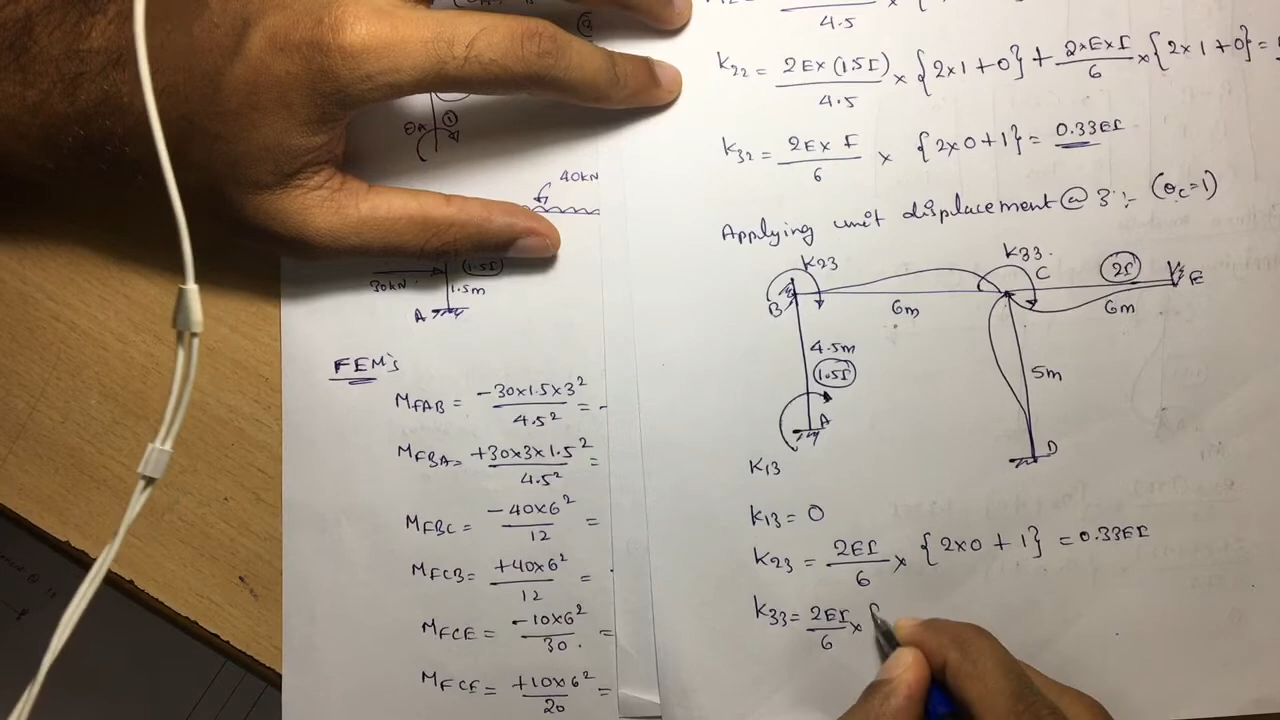 4.5 ×
K22 = 2E×(1.5I)/4.5 × {2×1+0} + 2×E×I/6 × {2×1+0} =
K32 = 2E×I/6 × {2×0+1} = 0.33EI
Applying unit displacement @ 3 :- (θc=1)
θA
1
40kN
30kN
(1.5I)
1.5m
A
FEM's
MFAB = -30×1.5×3²/4.5² = -
MFBA = +30×3×1.5²/4.5² =
MFBC = -40×6²/12 =
MFCB = +40×6²/12 =
MFCE = -10×6²/30 =
MFCE = +10×6²/20 =
K23
K33
C
2I
E
B
6m
6m
4.5m
1.5I
5m
A
D
K13
K13 = 0
K23 = 2EI/6 × {2×0+1} = 0.33EI
K33 = 2EI/6 × {